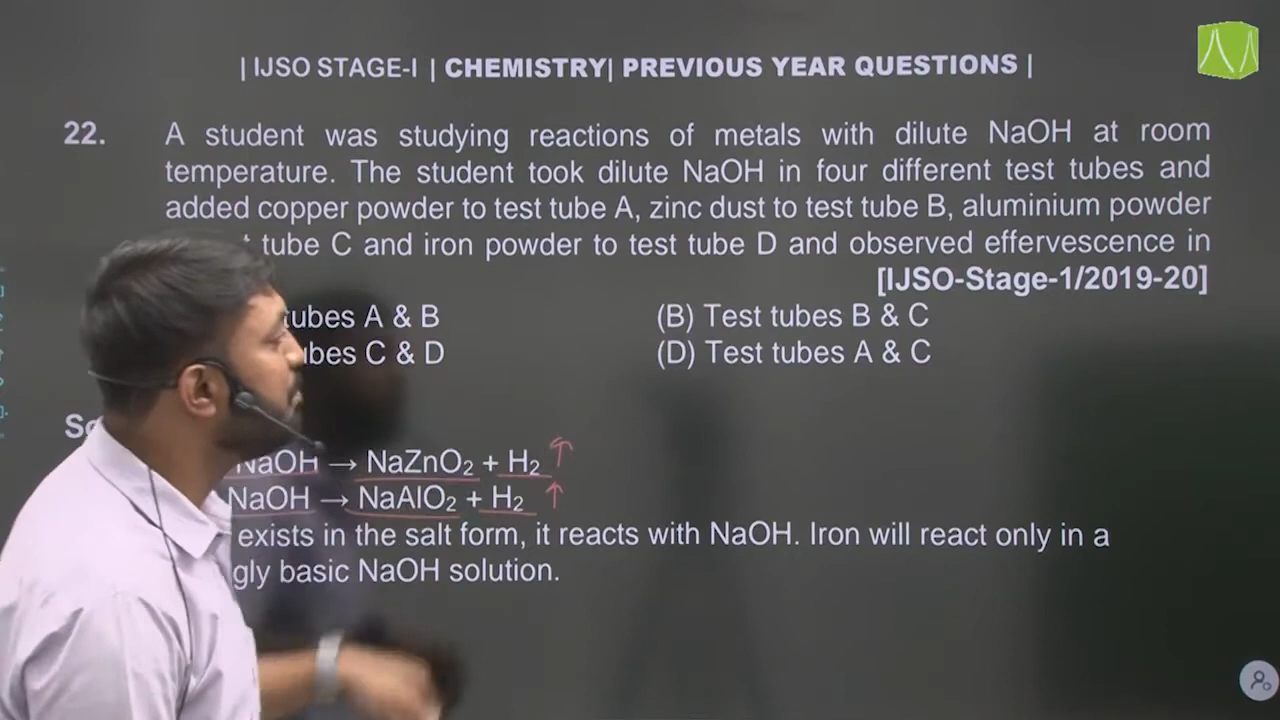 | IJSO STAGE-I | CHEMISTRY| PREVIOUS YEAR QUESTIONS |
22. A student was studying reactions of metals with dilute NaOH at room
temperature. The student took dilute NaOH in four different test tubes and
added copper powder to test tube A, zinc dust to test tube B, aluminium powder
tube C and iron powder to test tube D and observed effervescence in
[IJSO-Stage-1/2019-20]
tubes A & B (B) Test tubes B & C
C & D (D) Test tubes A & C
NaOH → NaZnO₂ + H₂ ↑
NaOH → NaAlO₂ + H₂ ↑
exists in the salt form, it reacts with NaOH. Iron will react only in a
basic NaOH solution.